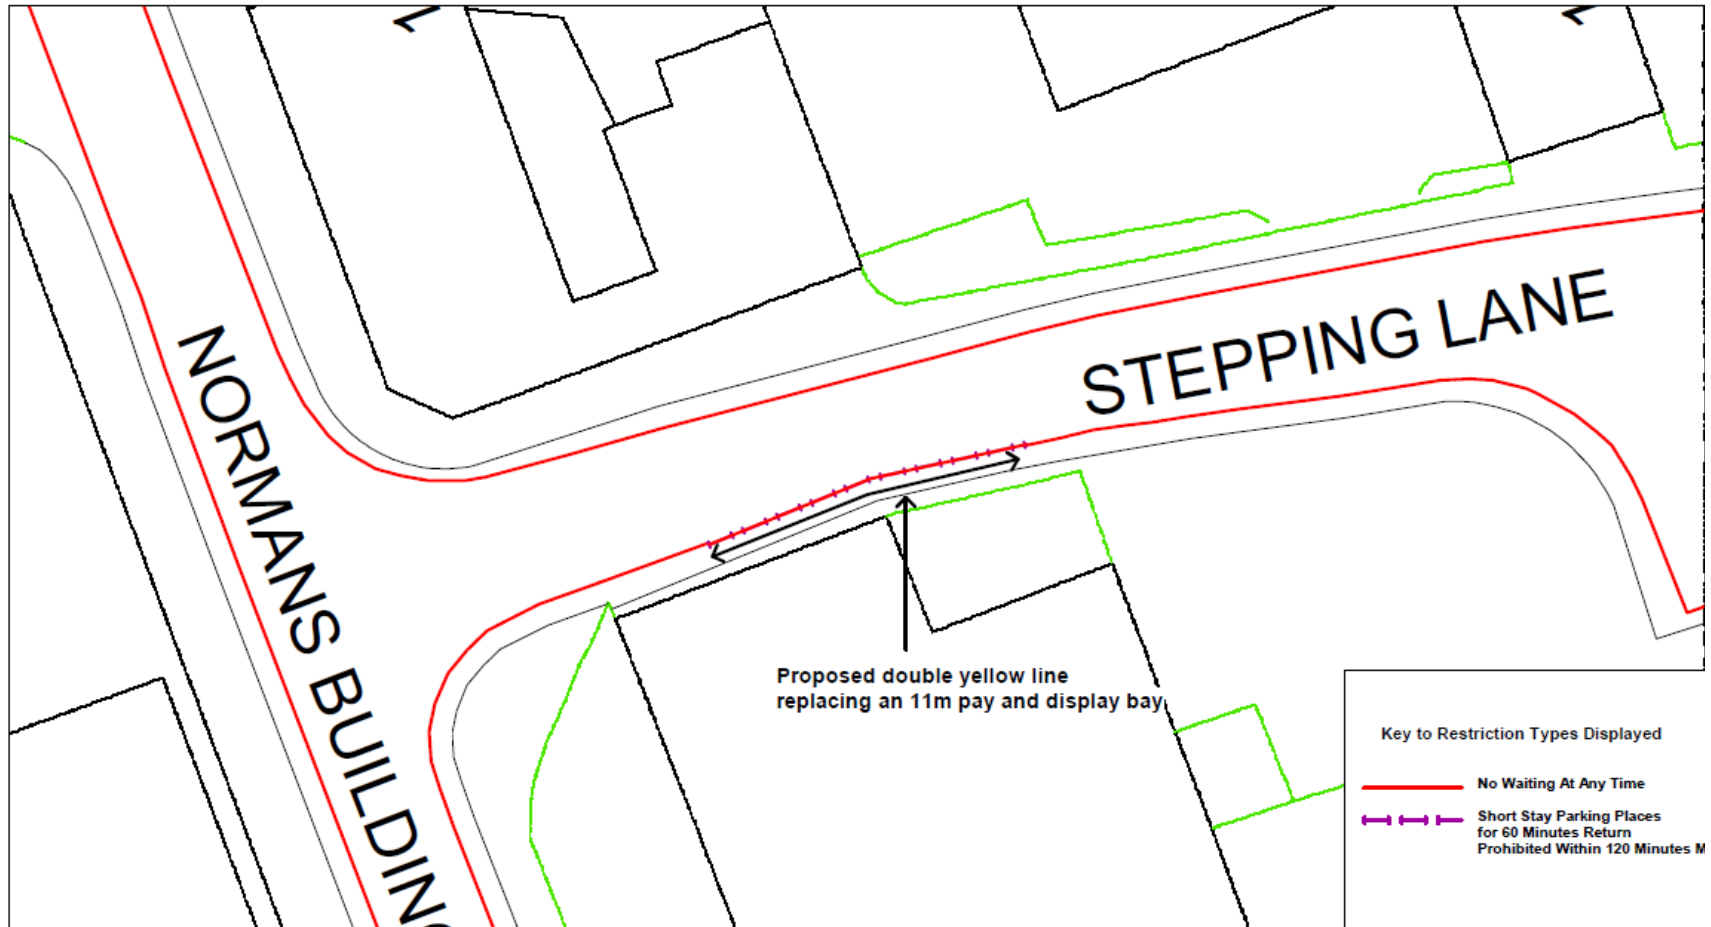 NORMANS BUILDING
STEPPING LANE
Proposed double yellow line
replacing an 11m pay and display bay
Key to Restriction Types Displayed
No Waiting At Any Time
Short Stay Parking Places
for 60 Minutes Return
Prohibited Within 120 Minutes M